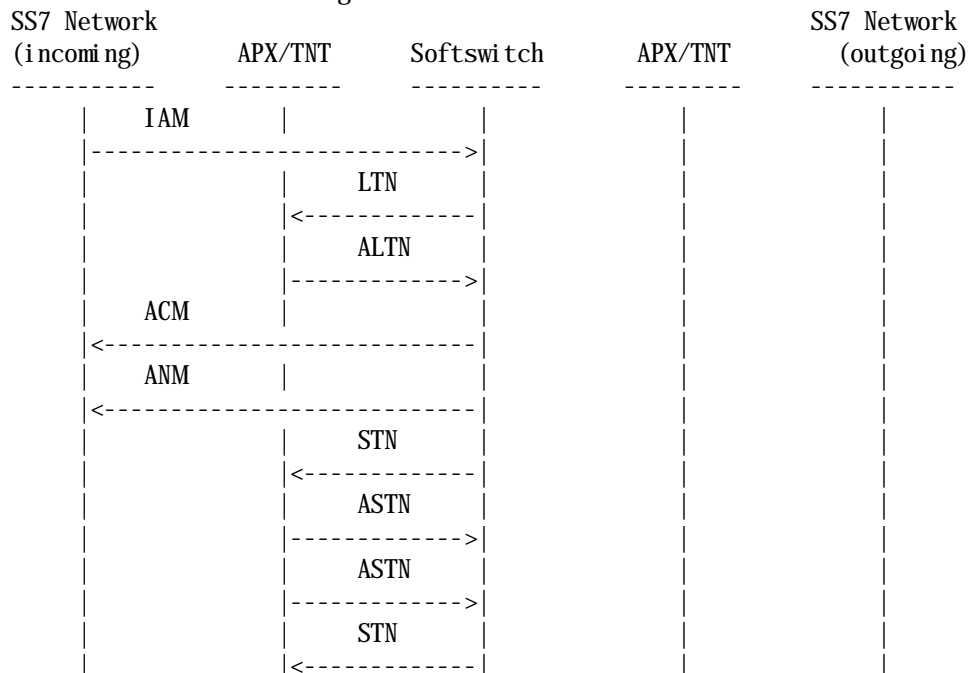 SS7 Network SS7 Network
(incoming) APX/TNT Softswitch APX/TNT (outgoing)
----------- --------- ---------- --------- -----------
| IAM | | | |
|---------------------------->| | |
| | LTN | | |
| |<-------------| | |
| | ALTN | | |
| |------------->| | |
| ACM | | | |
|<----------------------------| | |
| ANM | | | |
|<----------------------------| | |
| | STN | | |
| |<-------------| | |
| | ASTN | | |
| |------------->| | |
| | ASTN | | |
| |------------->| | |
| | STN | | |
| |<-------------| | |